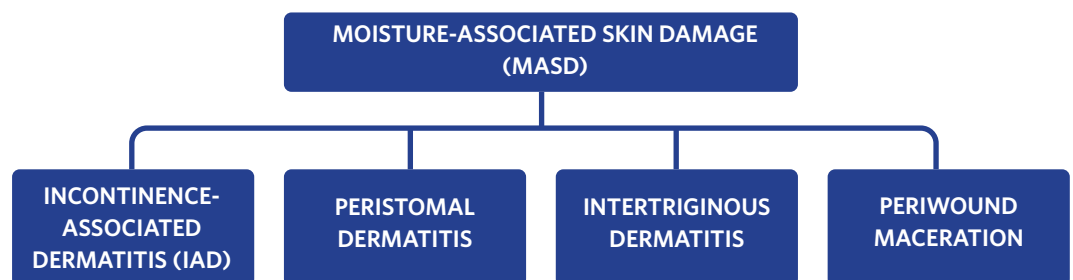 MOISTURE-ASSOCIATED SKIN DAMAGE
(MASD)
INCONTINENCE-
ASSOCIATED
DERMATITIS (IAD)
PERISTOMAL
DERMATITIS
INTERTRIGINOUS
DERMATITIS
PERIWOUND
MACERATION